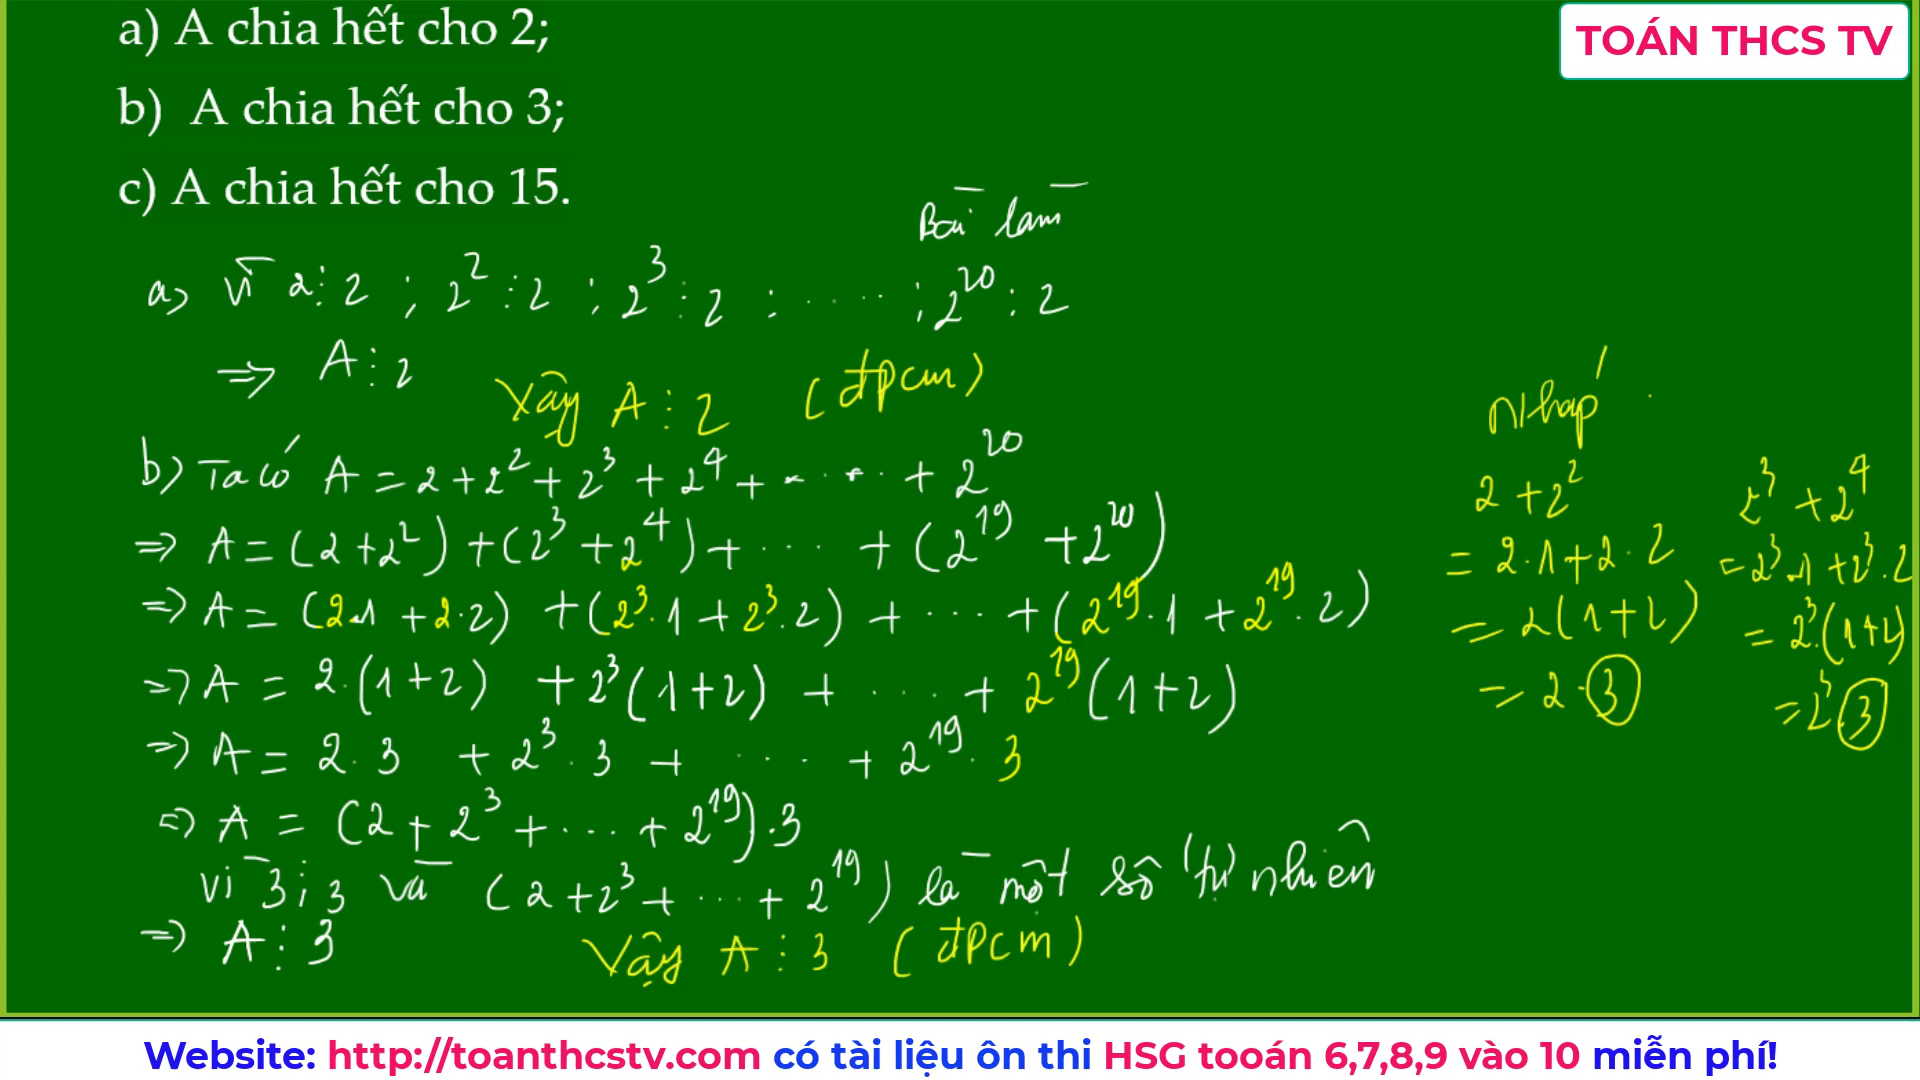 a) A chia hết cho 2;
TOÁN THCS TV
b) A chia hết cho 3;
c) A chia hết cho 15.
Bài làm
a) Vì 2⋮2 ; 2²⋮2 ; 2³⋮2 ; ..... ; 2²⁰⋮2
=> A⋮2 Vậy A⋮2 (đpcm)
b) Ta có A = 2 + 2² + 2³ + 2⁴ + ..... + 2²⁰
=> A = (2 + 2²) + (2³ + 2⁴) + .... + (2¹⁹ + 2²⁰)
=> A = (2.1 + 2.2) + (2³.1 + 2³.2) + .... + (2¹⁹.1 + 2¹⁹.2)
=> A = 2.(1+2) + 2³(1+2) + .... + 2¹⁹(1+2)
=> A = 2.3 + 2³.3 + .... + 2¹⁹.3
=> A = (2 + 2³ + .... + 2¹⁹).3
Vì 3⋮3 và (2 + 2³ + .... + 2¹⁹) là một số tự nhiên
=> A⋮3 Vậy A⋮3 (đpcm)
Nháp
2 + 2²
= 2.1 + 2.2
= 2(1+2)
= 2.3
2³ + 2⁴
= 2³.1 + 2³.2
= 2³.(1+2)
= 2³.3
Website: http://toanthcstv.com có tài liệu ôn thi HSG tooán 6,7,8,9 vào 10 miễn phí!